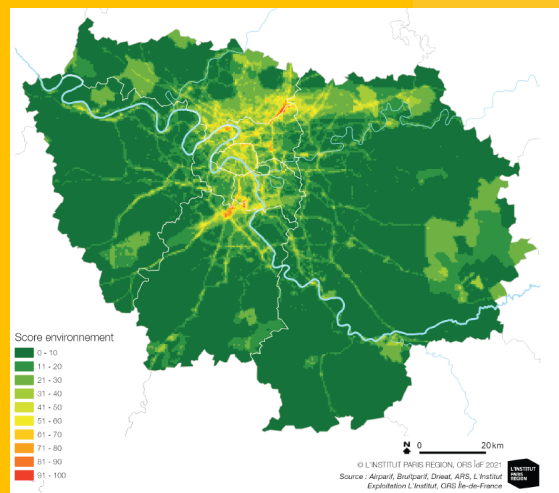 Score environnement
0 - 10
11 - 20
21 - 30
31 - 40
41 - 50
51 - 60
61 - 70
71 - 80
81 - 90
91 - 100
N
0 20 km
© L'INSTITUT PARIS REGION, ORS ÎdF 2021
Source : Airparif, Bruitparif, Drieat, ARS, L'Institut
Exploitation L'Institut, ORS Île-de-France
L'INSTITUT
PARIS
REGION